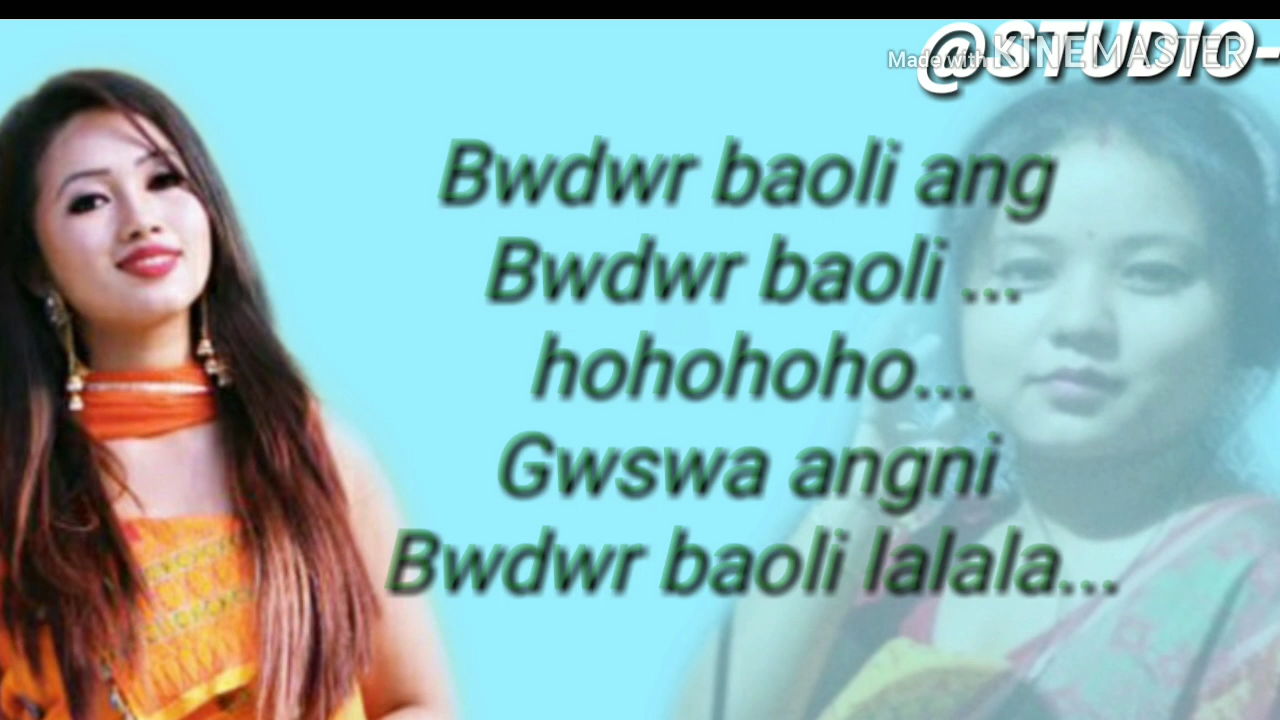 @STUDIO-
Made with KINEMASTER
Bwdwr baoli ang
Bwdwr baoli ...
hohohoho...
Gwswa angni
Bwdwr baoli lalala...